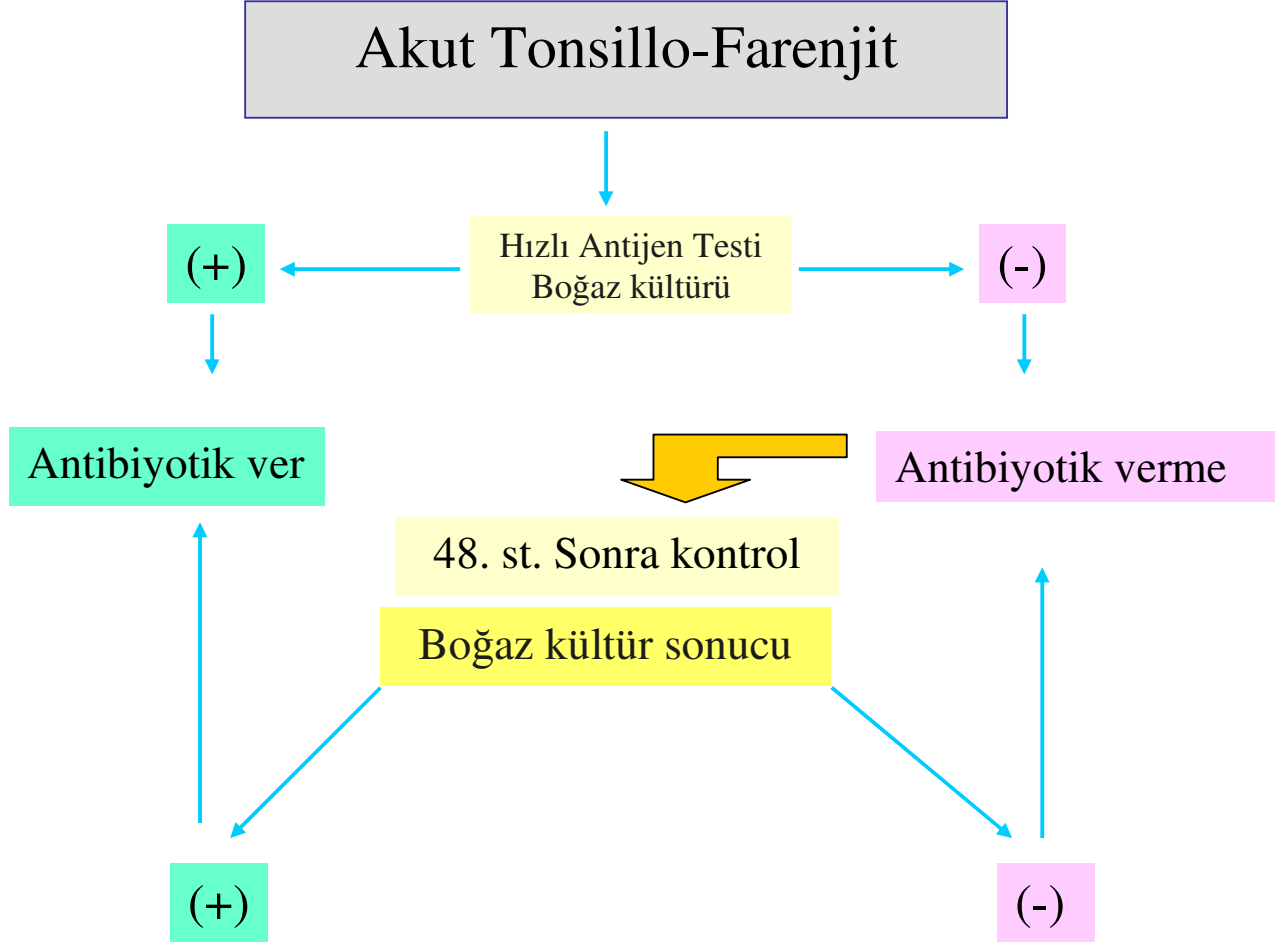 Akut Tonsillo-Farenjit
(+)
Hızlı Antijen Testi
Boğaz kültürü
(-)
Antibiyotik ver
Antibiyotik verme
48. st. Sonra kontrol
Boğaz kültür sonucu
(+)
(-)